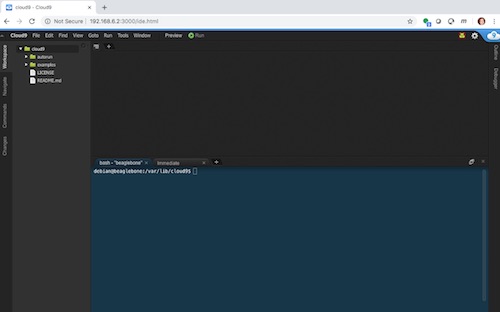 cloud9 - Cloud9
Not Secure | 192.168.6.2:3000/ide.html
Cloud9 File Edit Find View Goto Run Tools Window Preview Run
Workspace
Navigate
Commands
Changes
cloud9
autorun
examples
LICENSE
README.md
Outline
Debugger
bash - "beaglebone"
Immediate
debian@beaglebone:/var/lib/cloud9$